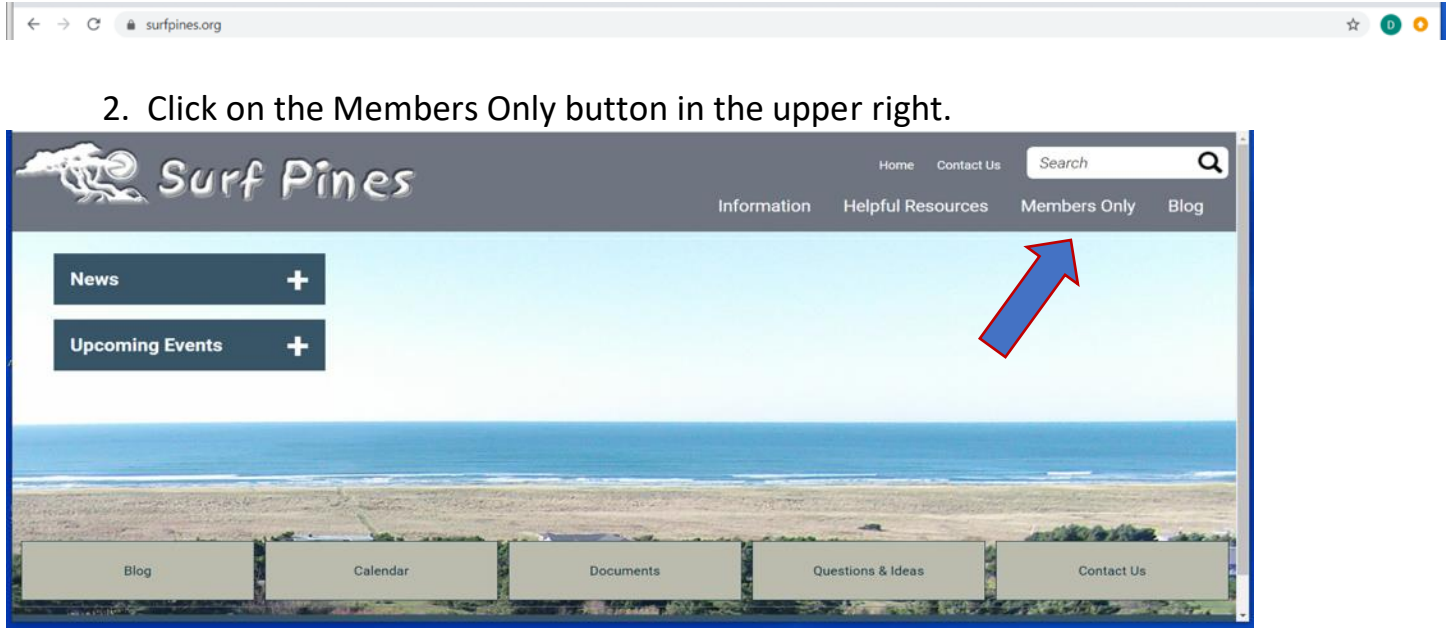 surfpines.org
D
2. Click on the Members Only button in the upper right.
Surf Pines
Home Contact Us Search
Information Helpful Resources Members Only Blog
News
Upcoming Events
Blog Calendar Documents Questions & Ideas Contact Us